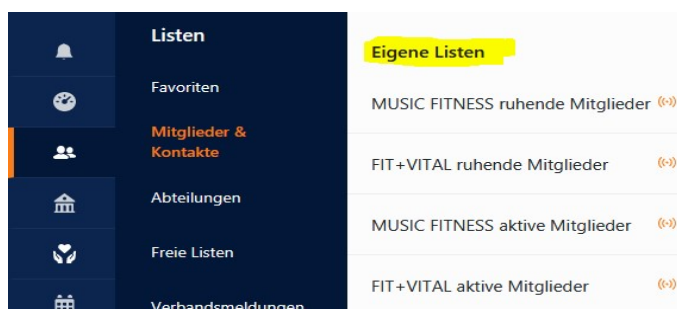 Listen
Favoriten
Mitglieder &
Kontakte
Abteilungen
Freie Listen
Verbandsmeldungen
Eigene Listen
MUSIC FITNESS ruhende Mitglieder
FIT+VITAL ruhende Mitglieder
MUSIC FITNESS aktive Mitglieder
FIT+VITAL aktive Mitglieder